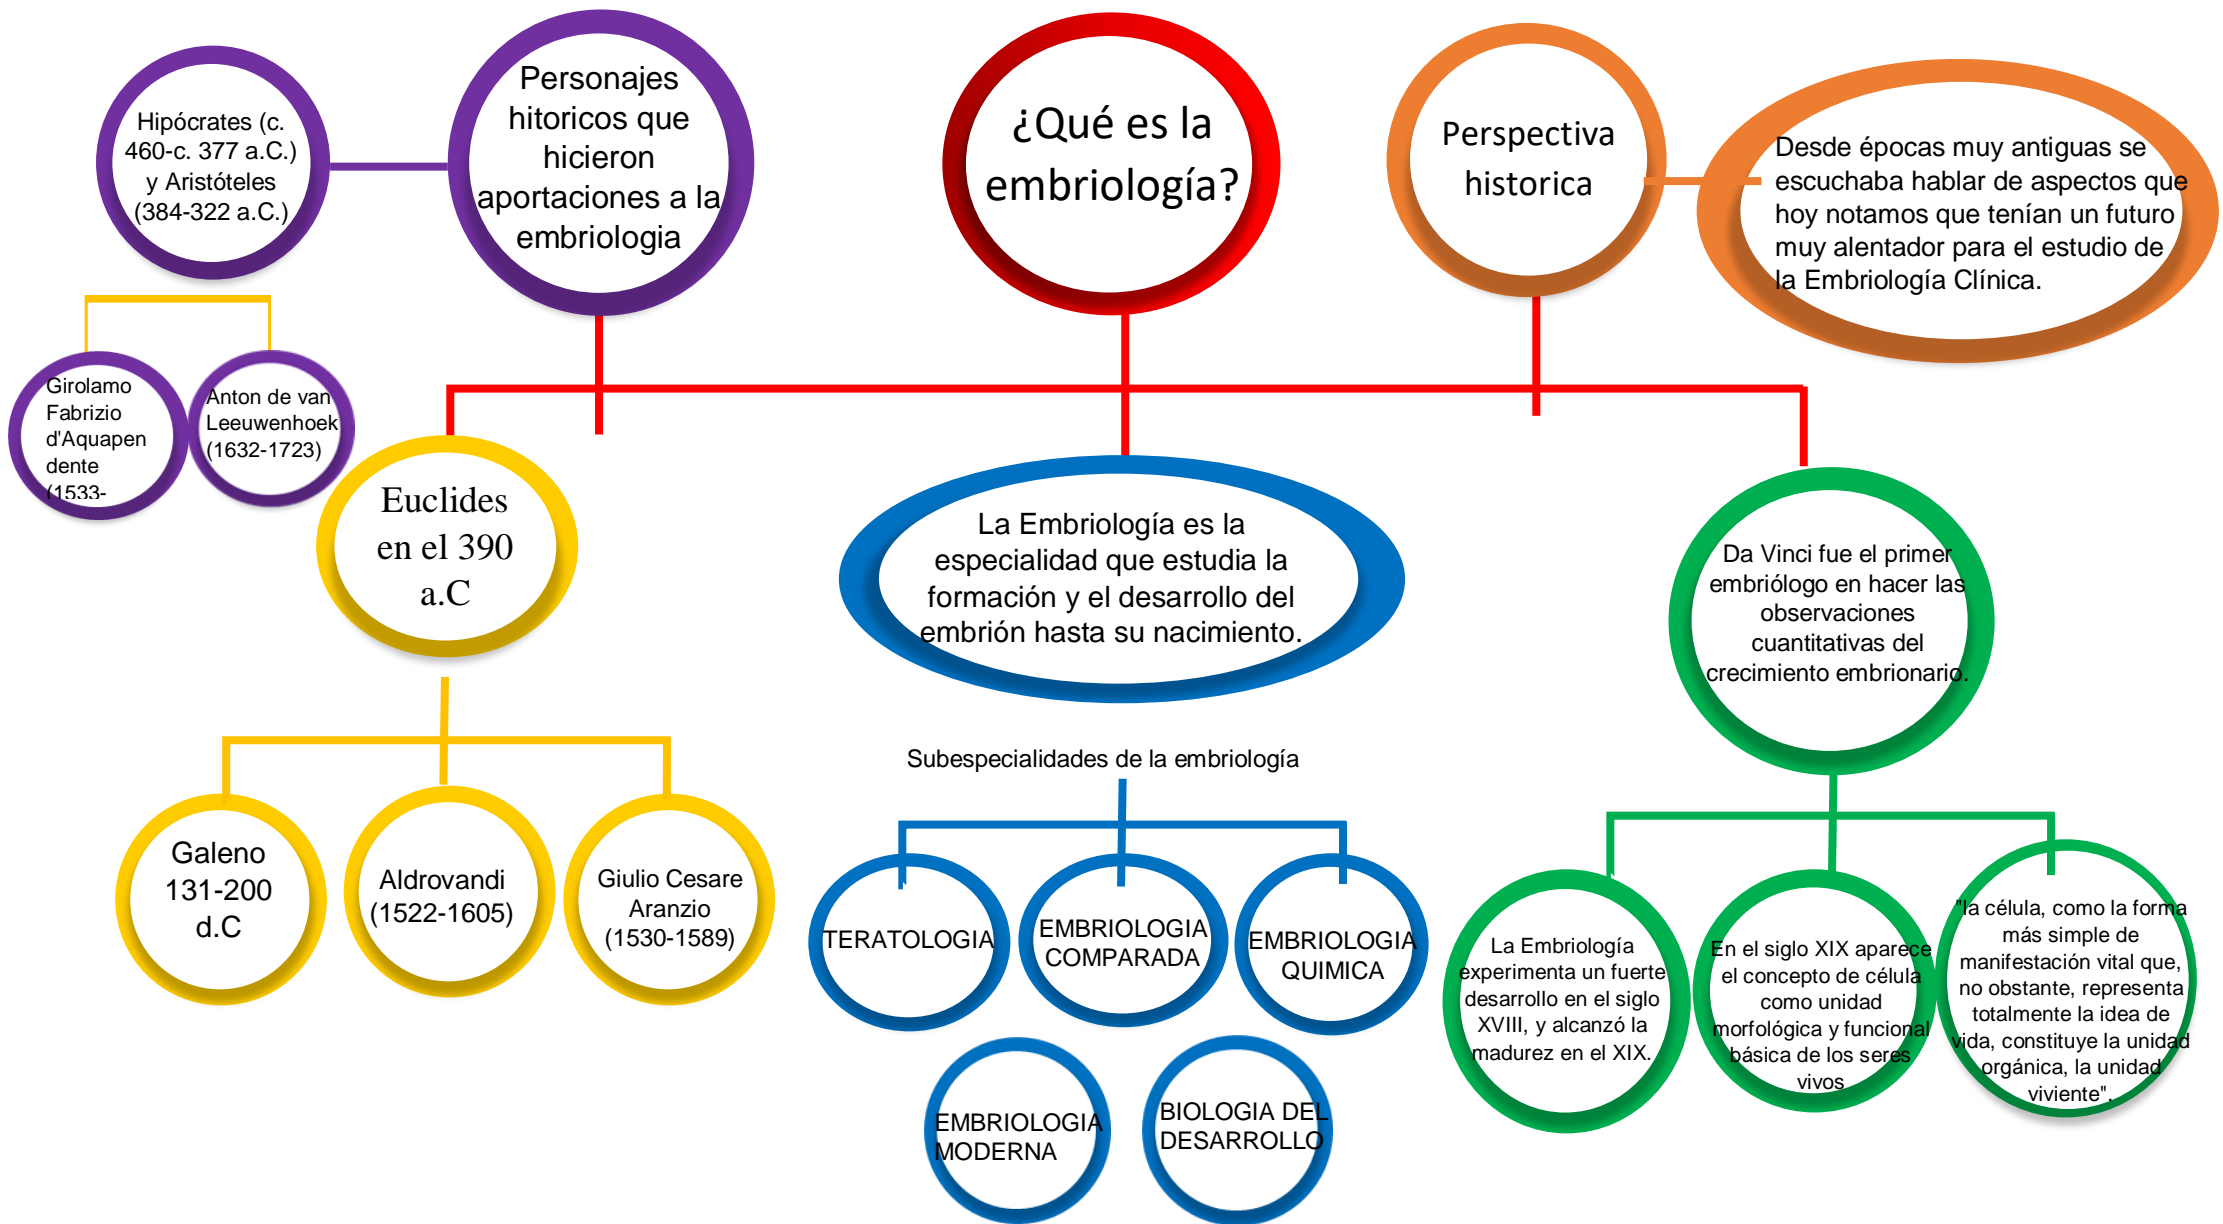 Hipócrates (c.
460-c. 377 a.C.)
y Aristóteles
(384-322 a.C.)
Personajes
hitoricos que
hicieron
aportaciones a la
embriologia
¿Qué es la
embriología?
Perspectiva
historica
Desde épocas muy antiguas se
escuchaba hablar de aspectos que
hoy notamos que tenían un futuro
muy alentador para el estudio de
la Embriología Clínica.
Girolamo
Fabrizio
d'Aquapen
dente
(1533-
Anton de van
Leeuwenhoek
(1632-1723)
Euclides
en el 390
a.C
La Embriología es la
especialidad que estudia la
formación y el desarrollo del
embrión hasta su nacimiento.
Da Vinci fue el primer
embriólogo en hacer las
observaciones
cuantitativas del
crecimiento embrionario.
Galeno
131-200
d.C
Aldrovandi
(1522-1605)
Giulio Cesare
Aranzio
(1530-1589)
Subespecialidades de la embriología
TERATOLOGIA
EMBRIOLOGIA
COMPARADA
EMBRIOLOGIA
QUIMICA
EMBRIOLOGIA
MODERNA
BIOLOGIA DEL
DESARROLLO
La Embriología
experimenta un fuerte
desarrollo en el siglo
XVIII, y alcanzó la
madurez en el XIX.
En el siglo XIX aparece
el concepto de célula
como unidad
morfológica y funcional
básica de los seres
vivos
"la célula, como la forma
más simple de
manifestación vital que,
no obstante, representa
totalmente la idea de
vida, constituye la unidad
orgánica, la unidad
viviente".